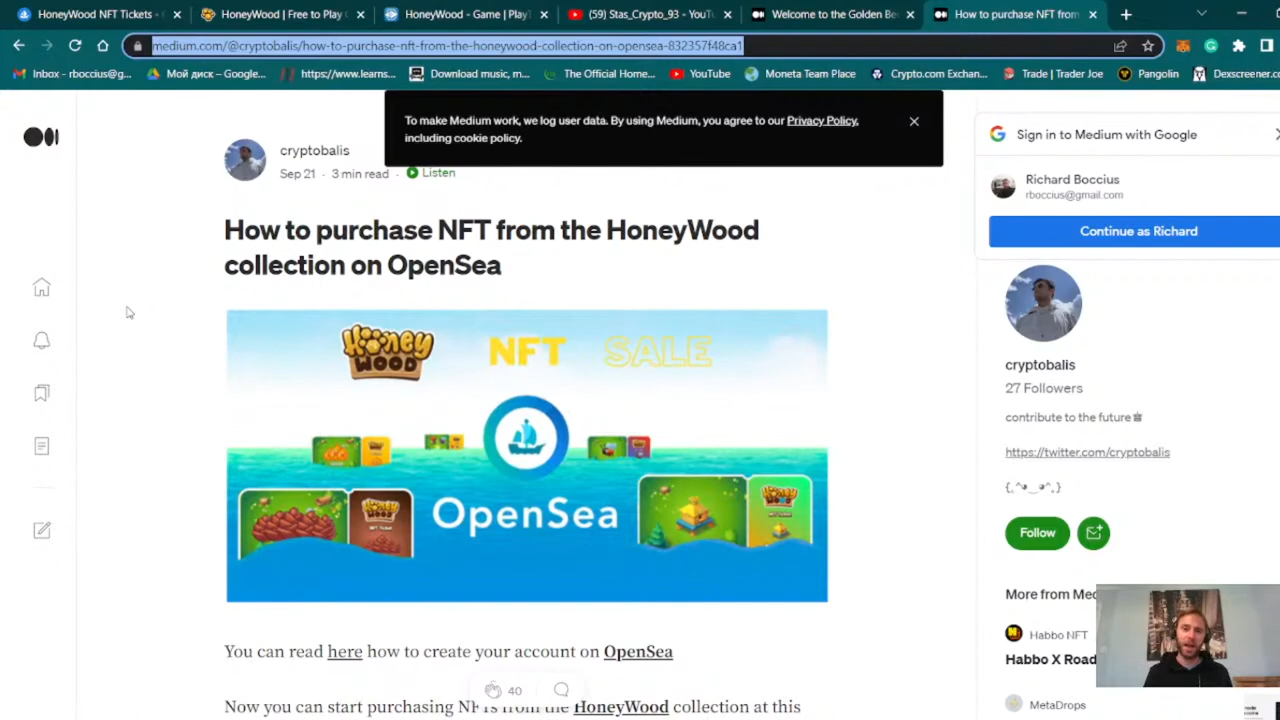 HoneyWood NFT Tickets -
HoneyWood | Free to Play
HoneyWood - Game | Play
(59) Stas_Crypto_93 - YouTu
Welcome to the Golden Be
How to purchase NFT from
medium.com/@cryptobalis/how-to-purchase-nft-from-the-honeywood-collection-on-opensea-832357f48ca1
Inbox - rboccius@g...
Мой диск – Google...
https://www.learns...
Download music, m...
The Official Home...
YouTube
Moneta Team Place
Crypto.com Exchan...
Trade | Trader Joe
Pangolin
Dexscreener.c
To make Medium work, we log user data. By using Medium, you agree to our Privacy Policy,
including cookie policy.
Sign in to Medium with Google
Richard Boccius
rboccius@gmail.com
Continue as Richard
cryptobalis
Sep 21 · 3 min read · Listen
How to purchase NFT from the HoneyWood
collection on OpenSea
Honey
WOOD
NFT SALE
OpenSea
You can read here how to create your account on OpenSea
40
Now you can start purchasing NFTs from the HoneyWood collection at this
cryptobalis
27 Followers
contribute to the future
https://twitter.com/cryptobalis
Follow
More from Me
Habbo NFT
Habbo X Road
MetaDrops